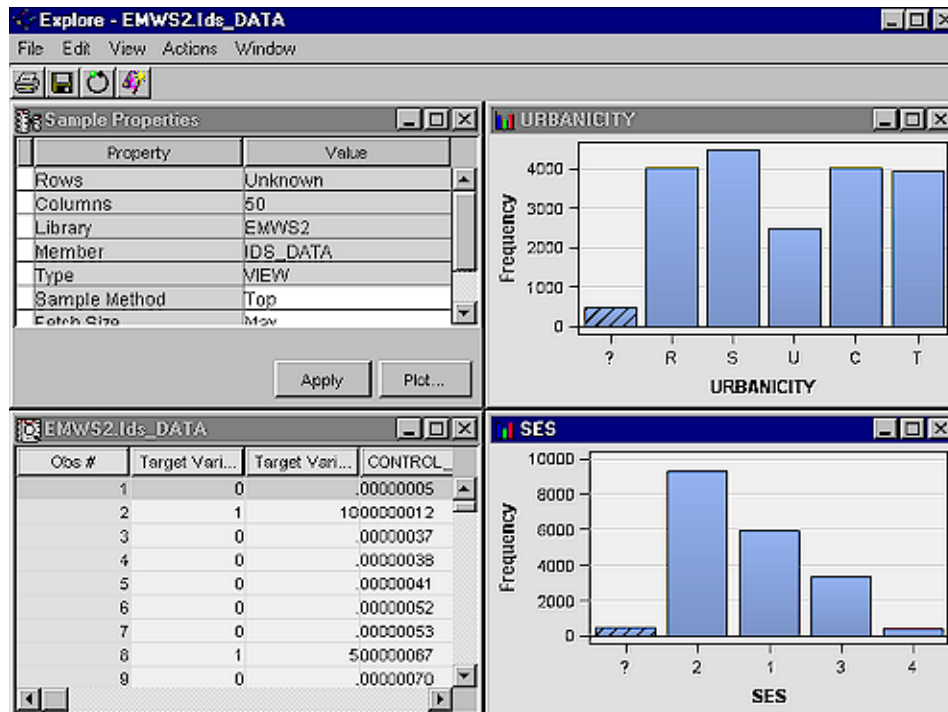 Explore - EMWS2.Ids_DATA
File Edit View Actions Window
Sample Properties
Property Value
Rows Unknown
Columns 50
Library EMWS2
Member IDS_DATA
Type VIEW
Sample Method Top
Fetch Size Max
Apply Plot...
URBANICITY
4000
3000
2000
1000
0
Frequency
? R S U C T
URBANICITY
EMWS2.Ids_DATA
Obs # Target Vari... Target Vari... CONTROL_
1 0 .00000005
2 1 1000000012
3 0 .00000037
4 0 .00000038
5 0 .00000041
6 0 .00000052
7 0 .00000053
8 1 500000067
9 0 .00000070
SES
10000
8000
6000
4000
2000
0
Frequency
? 2 1 3 4
SES